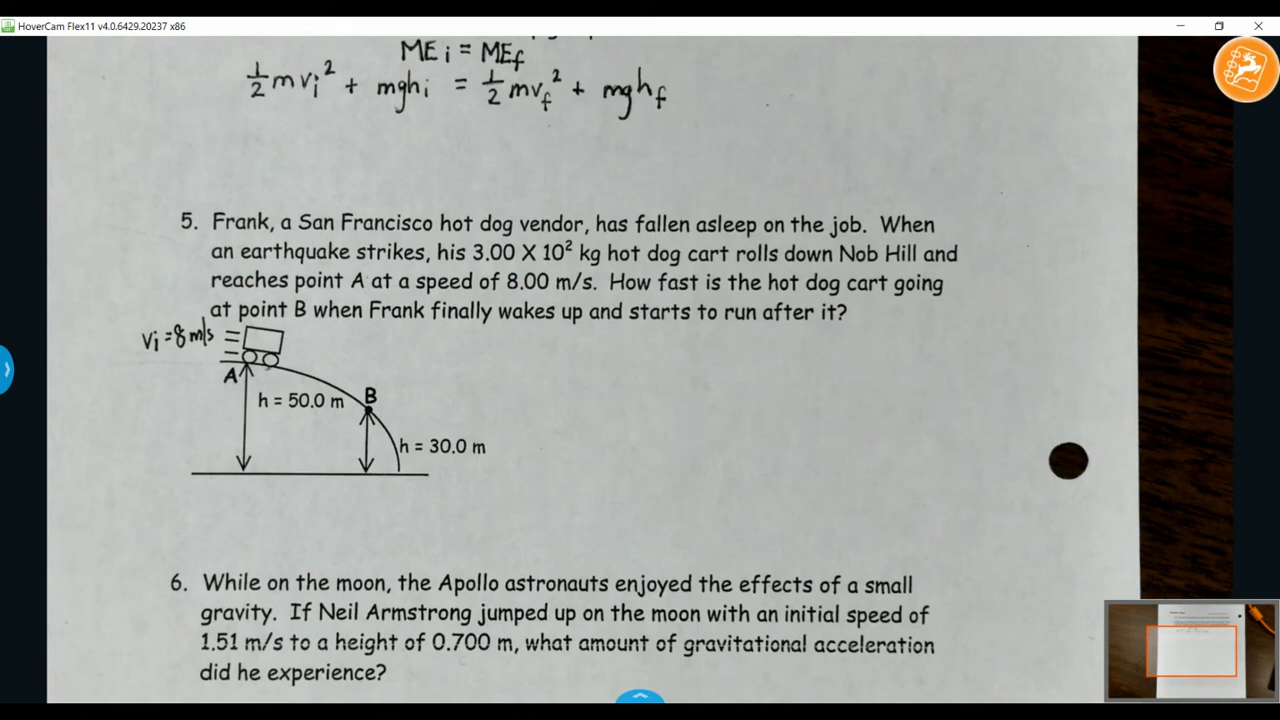 HoverCam Flex11 v4.0.6429.20237 x86
MEi = MEf
½mvi² + mghi = ½mvf² + mghf
5. Frank, a San Francisco hot dog vendor, has fallen asleep on the job. When
an earthquake strikes, his 3.00 X 10² kg hot dog cart rolls down Nob Hill and
reaches point A at a speed of 8.00 m/s. How fast is the hot dog cart going
at point B when Frank finally wakes up and starts to run after it?
vi = 8 m/s
A
h = 50.0 m
B
h = 30.0 m
6. While on the moon, the Apollo astronauts enjoyed the effects of a small
gravity. If Neil Armstrong jumped up on the moon with an initial speed of
1.51 m/s to a height of 0.700 m, what amount of gravitational acceleration
did he experience?